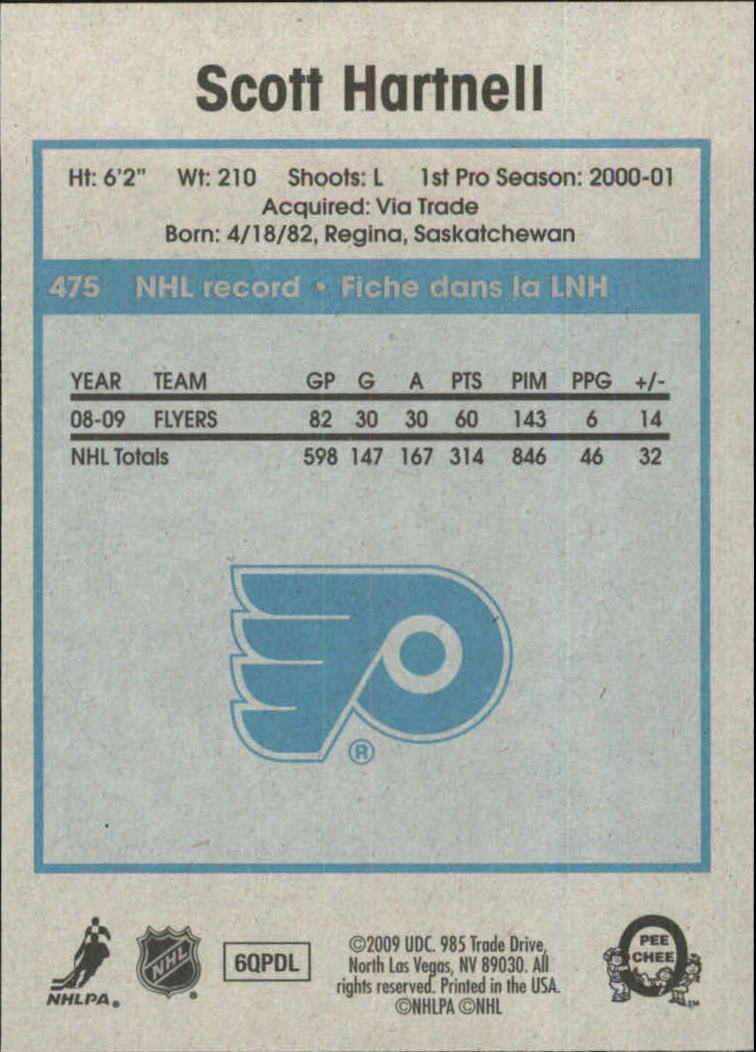 Scott Hartnell
Ht: 6'2" Wt: 210 Shoots: L 1st Pro Season: 2000-01
Acquired: Via Trade
Born: 4/18/82, Regina, Saskatchewan
475 NHL record • Fiche dans la LNH
YEAR TEAM GP G A PTS PIM PPG +/-
08-09 FLYERS 82 30 30 60 143 6 14
NHL Totals 598 147 167 314 846 46 32
®
NHLPA®
NHL®
6QPDL
©2009 UDC. 985 Trade Drive,
North Las Vegas, NV 89030. All
rights reserved. Printed in the USA.
©NHLPA ©NHL
PEE
CHEE
TM